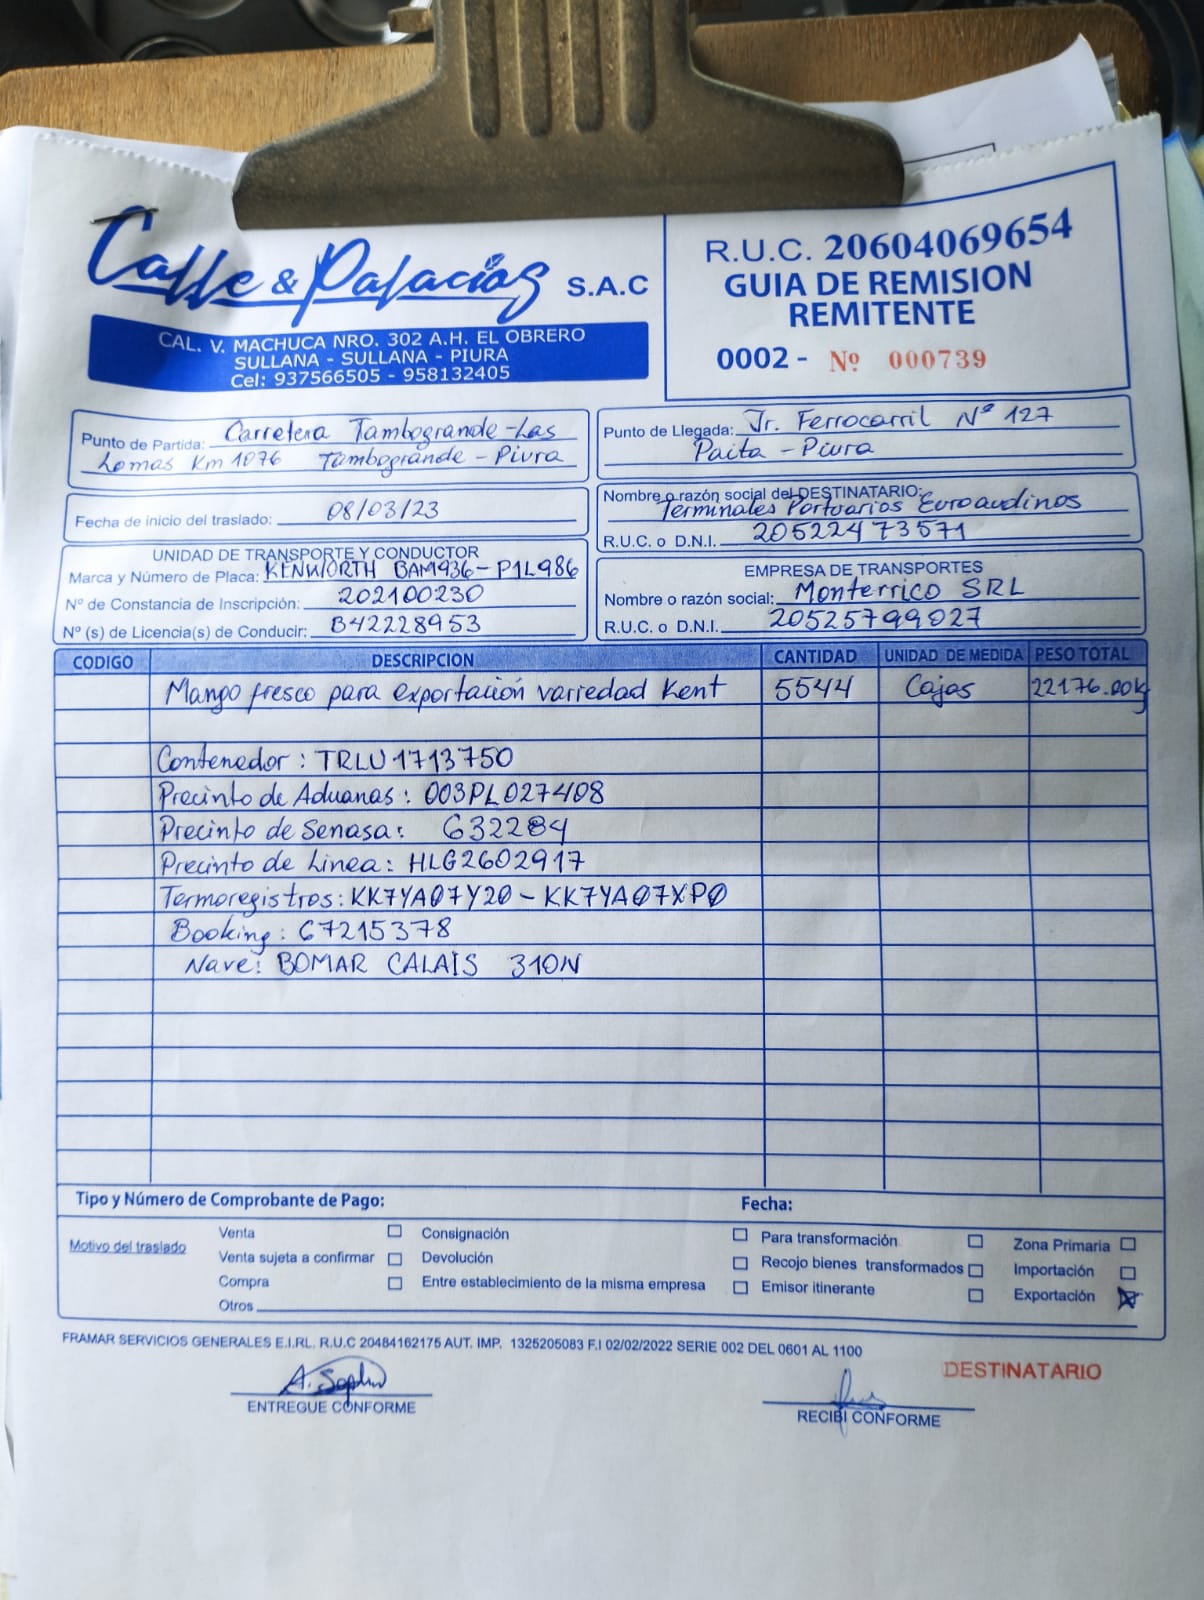 Calle & Palacios S.A.C
CAL. V. MACHUCA NRO. 302 A.H. EL OBRERO
SULLANA - SULLANA - PIURA
Cel: 937566505 - 958132405
R.U.C. 20604069654
GUIA DE REMISION
REMITENTE
0002 - Nº 000739
Punto de Partida: Carretera Tambogrande-Las
Lomas Km 1076 Tambogrande - Piura
Punto de Llegada: Jr. Ferrocarril Nº 127
Paita - Piura
Fecha de inicio del traslado: 08/03/23
Nombre o razón social del DESTINATARIO:
Terminales Portuarios Euroandinos
R.U.C. o D.N.I. 20522473571
UNIDAD DE TRANSPORTE Y CONDUCTOR
Marca y Número de Placa: KENWORTH BAM936-P1L986
Nº de Constancia de Inscripción: 202100230
Nº (s) de Licencia(s) de Conducir: B42228953
EMPRESA DE TRANSPORTES
Nombre o razón social: Monterrico SRL
R.U.C. o D.N.I. 20525799027
CODIGO DESCRIPCION CANTIDAD UNIDAD DE MEDIDA PESO TOTAL
Mango fresco para exportación variedad Kent 5544 Cajas 22176.00kg
Contenedor : TRLU1713750
Precinto de Aduanas : 003PL027408
Precinto de Senasa : 632284
Precinto de Linea : HLG2602917
Termoregistros : KK7YA07Y20 - KK7YA07XP0
Booking : 67215378
Nave : BOMAR CALAIS 310N
Tipo y Número de Comprobante de Pago: Fecha:
Motivo del traslado
Venta Consignación Para transformación Zona Primaria
Venta sujeta a confirmar Devolución Recojo bienes transformados Importación
Compra Entre establecimiento de la misma empresa Emisor itinerante Exportación X
Otros
FRAMAR SERVICIOS GENERALES E.I.RL. R.U.C 20484162175 AUT. IMP. 1325205083 F.I 02/02/2022 SERIE 002 DEL 0601 AL 1100
DESTINATARIO
ENTREGUE CONFORME
RECIBI CONFORME